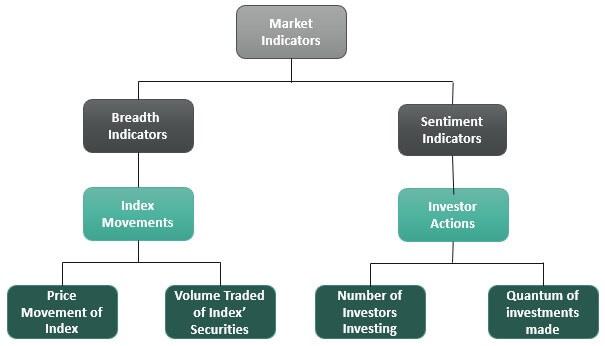 Market
Indicators
Breadth
Indicators
Sentiment
Indicators
Index
Movements
Investor
Actions
Price
Movement of
Index
Volume Traded
of Index’
Securities
Number of
Investors
Investing
Quantum of
investments
made